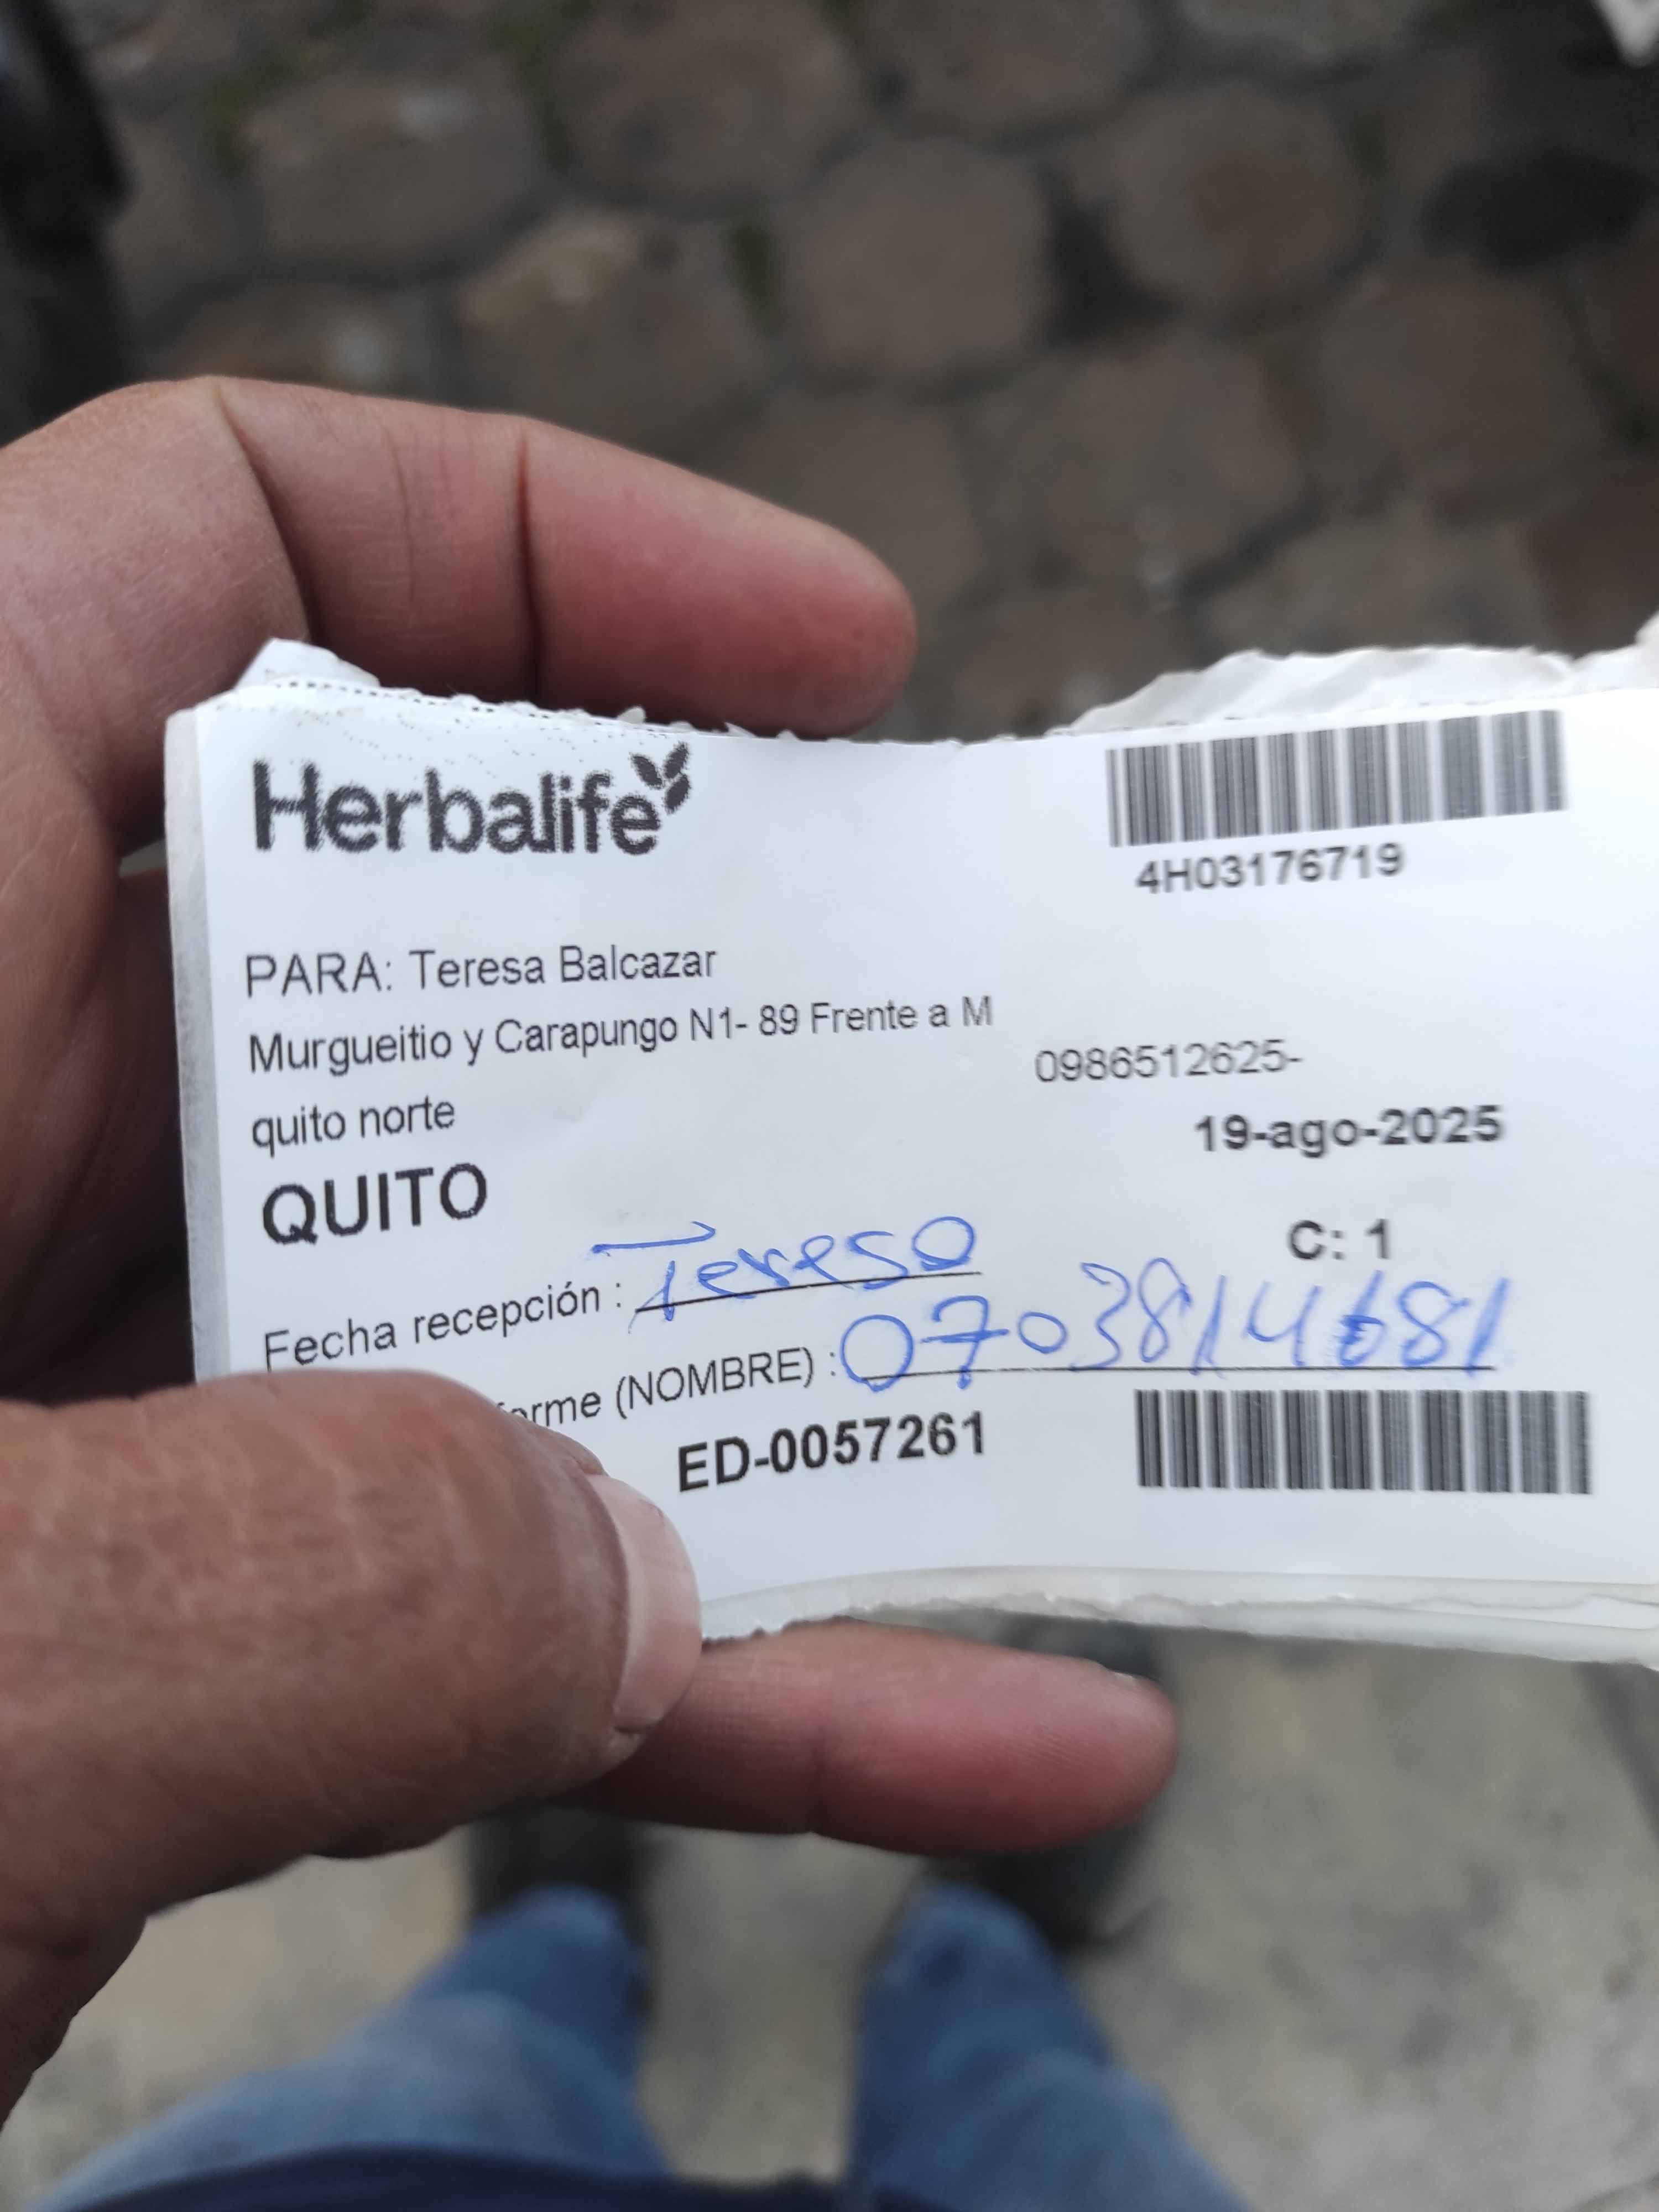 Herbalife
4H03176719
PARA: Teresa Balcazar
Murgueitio y Carapungo N1- 89 Frente a M
0986512625-
quito norte
19-ago-2025
QUITO
C: 1
Fecha recepción : Teresa
(NOMBRE) : 0703814681
ED-0057261